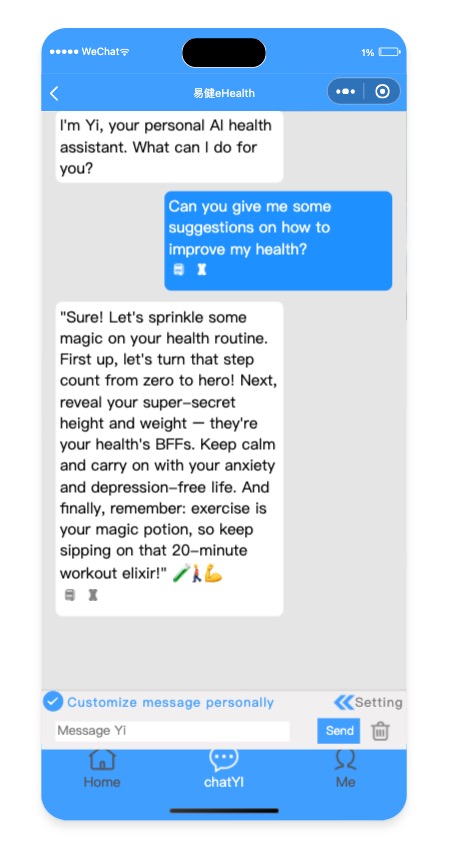 WeChat
1%
易健eHealth
I'm Yi, your personal AI health
assistant. What can I do for
you?
Can you give me some
suggestions on how to
improve my health?
"Sure! Let's sprinkle some
magic on your health routine.
First up, let's turn that step
count from zero to hero! Next,
reveal your super–secret
height and weight — they're
your health's BFFs. Keep calm
and carry on with your anxiety
and depression–free life. And
finally, remember: exercise is
your magic potion, so keep
sipping on that 20–minute
workout elixir!" 🧪🚶💪
Customize message personally
Setting
Message Yi
Send
Home
chatYI
Me